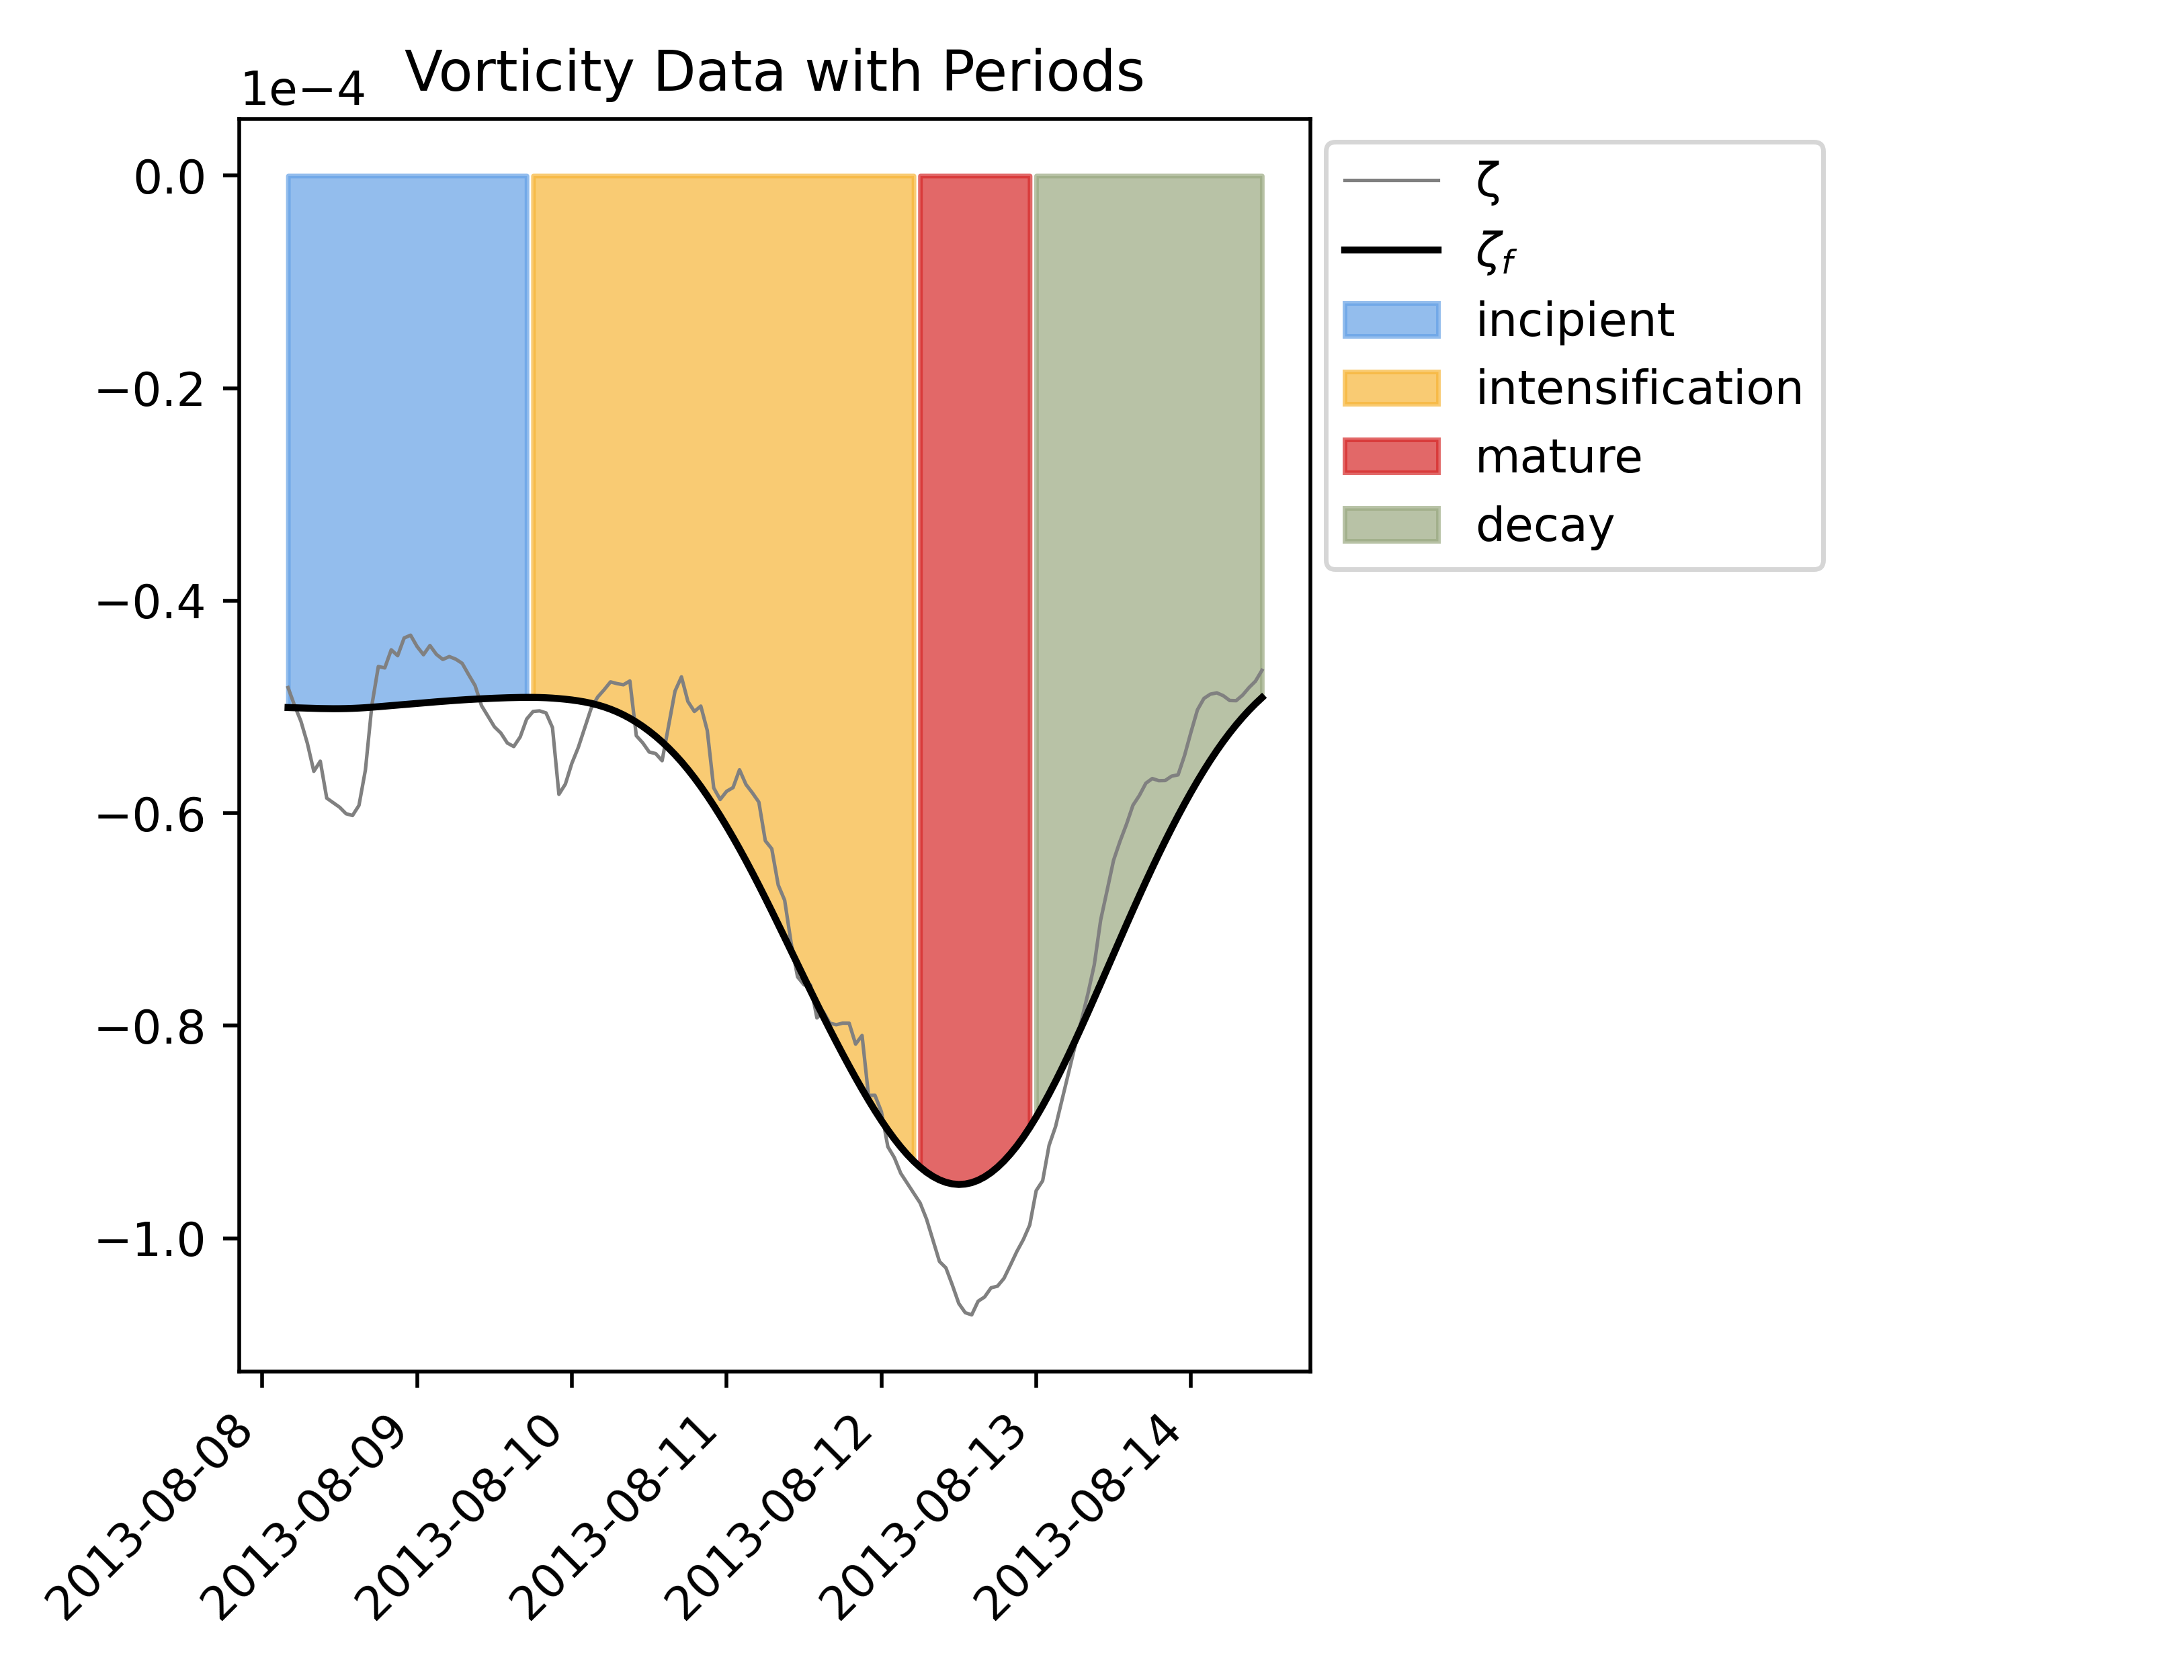 Vorticity Data with Periods
1e−4
0.0
−0.2
−0.4
−0.6
−0.8
−1.0
2013-08-08
2013-08-09
2013-08-10
2013-08-11
2013-08-12
2013-08-13
2013-08-14
ζ
ζf
incipient
intensification
mature
decay